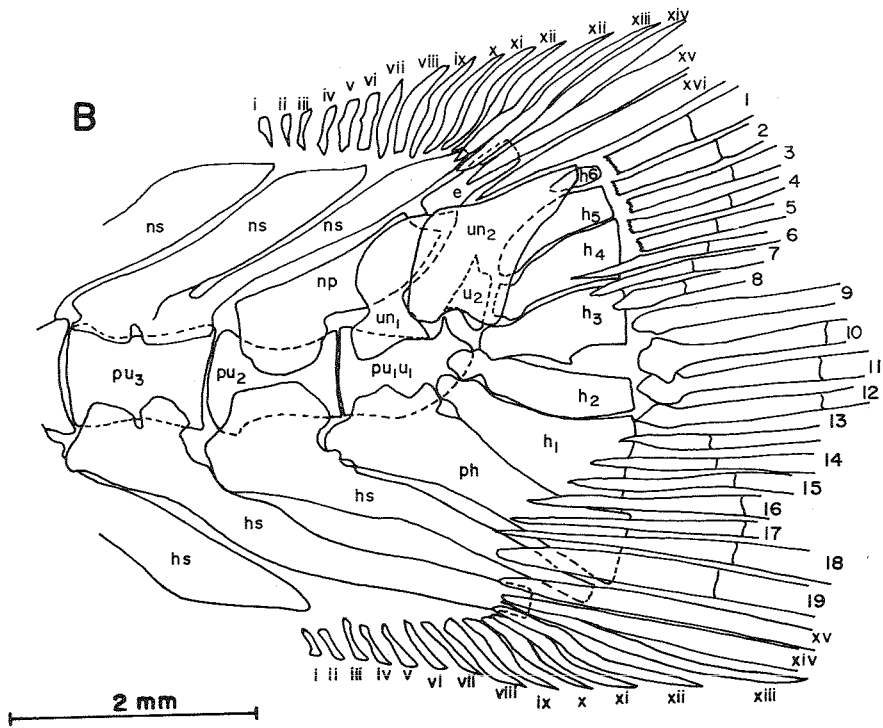 B
i ii iii iv v vi vii viii ix x xi xii xii xiii xiv
xv
xvi
1
2
3
4
5
6
7
8
9
10
11
12
13
14
15
16
17
18
19
xv
xiv
ns ns ns e h6
un2 h5
np h4
u2
un1 h3
pu3 pu2 pu1u1
h2
h1
ph
hs
hs
hs
i ii iii iv v vi vii viii ix x xi xii xiii
2 mm